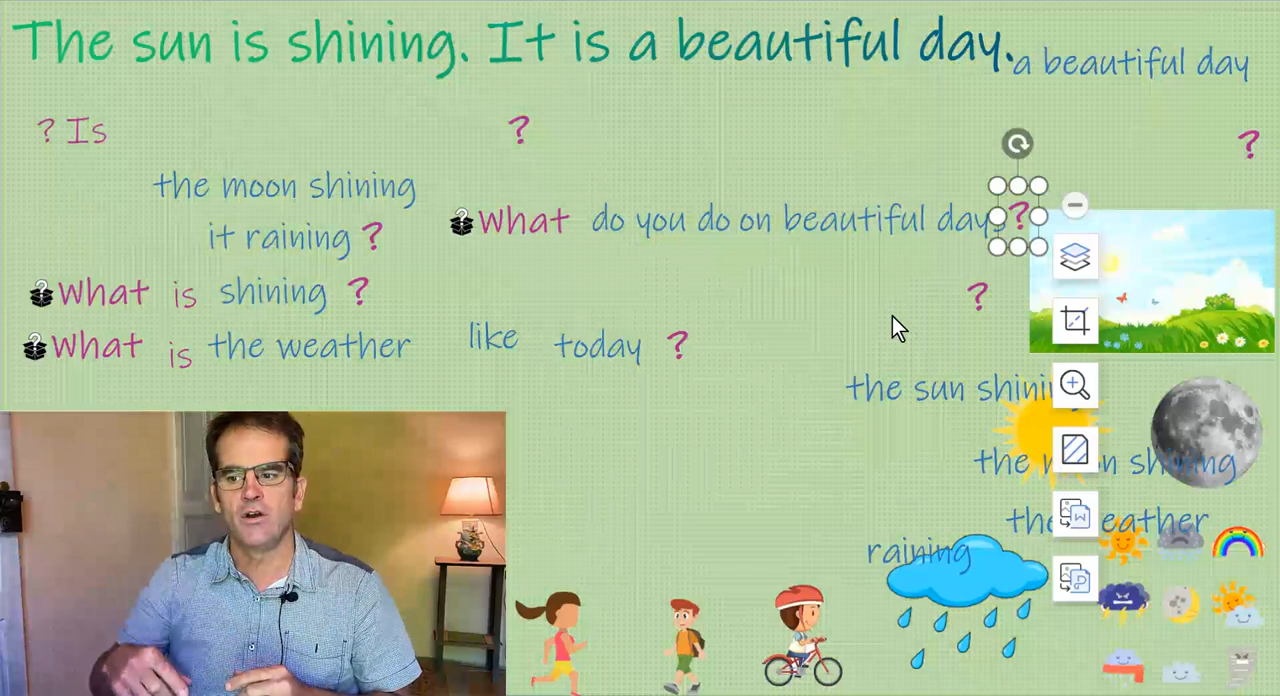 The sun is shining. It is a beautiful day.
a beautiful day
? Is
?
?
the moon shining
it raining ?
What do you do on beautiful days ?
What is shining ?
?
What is the weather like today ?
the sun shining
the moon shining
the weather
raining